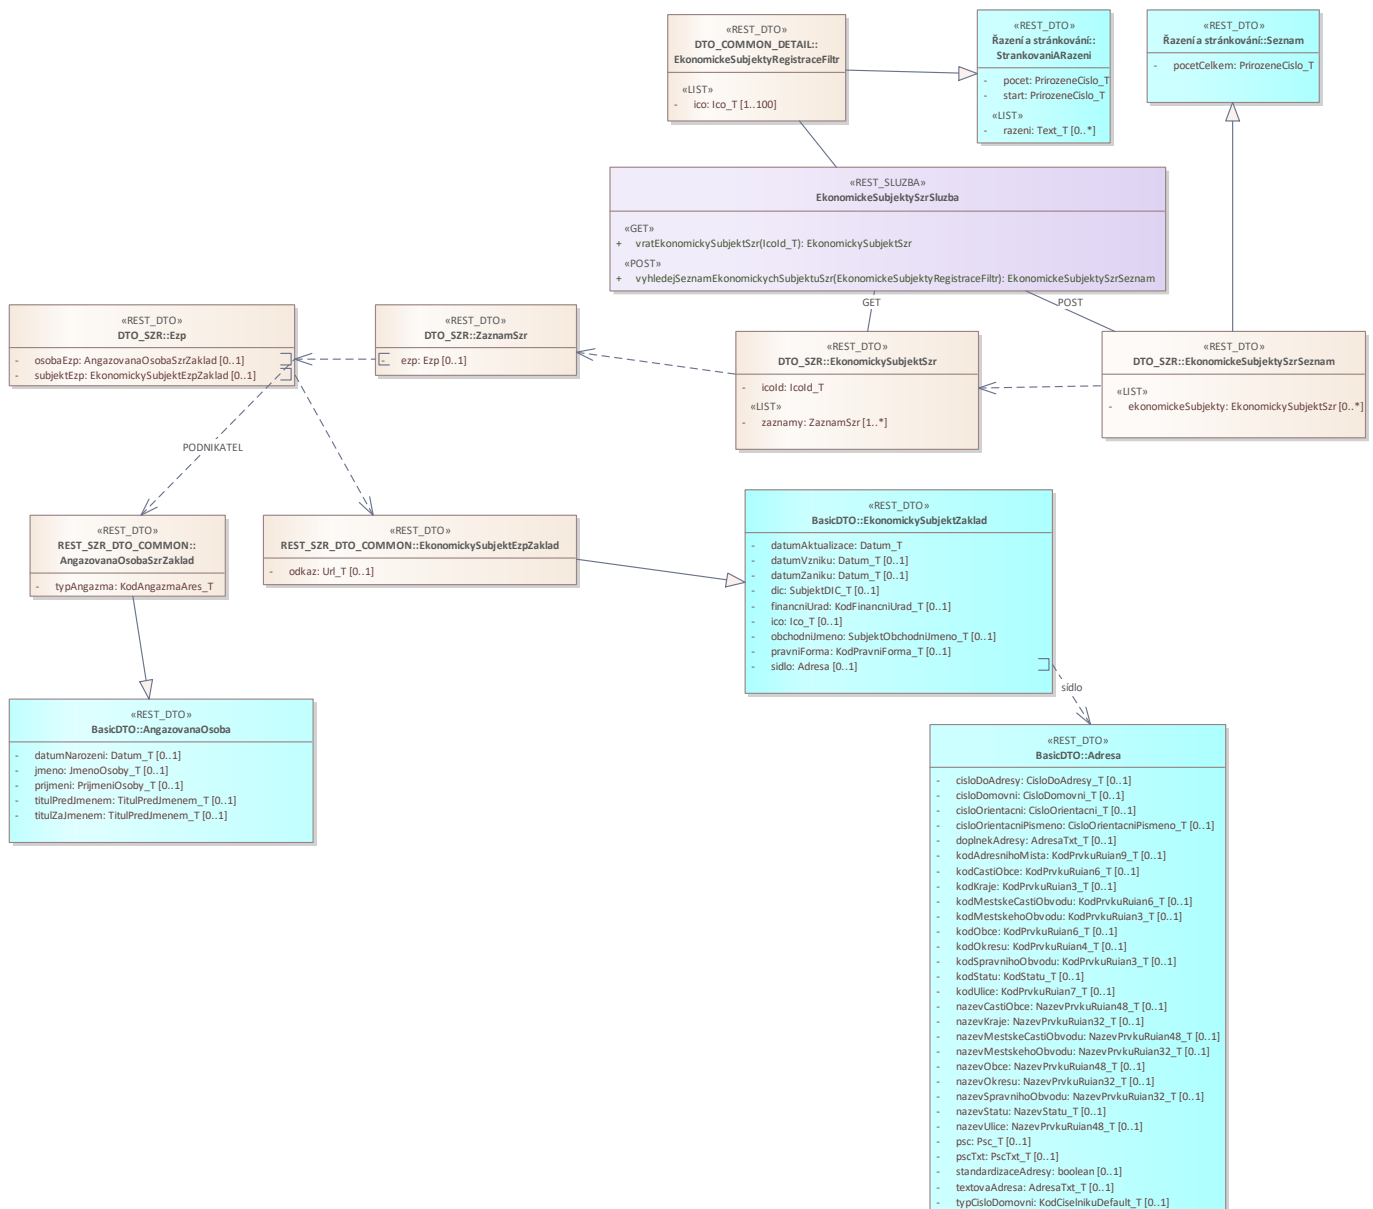 «REST_DTO»
DTO_COMMON_DETAIL::
EkonomickeSubjektyRegistraceFiltr
«LIST»
- ico: Ico_T [1..100]
«REST_DTO»
Řazení a stránkování::
StrankovaniARazeni
- pocet: PrirozeneCislo_T
- start: PrirozeneCislo_T
«LIST»
- razeni: Text_T [0..*]
«REST_DTO»
Řazení a stránkování::Seznam
- pocetCelkem: PrirozeneCislo_T
«REST_SLUZBA»
EkonomickeSubjektySzrSluzba
«GET»
+ vratEkonomickySubjektSzr(IcoId_T): EkonomickySubjektSzr
«POST»
+ vyhledejSeznamEkonomickychSubjektuSzr(EkonomickeSubjektyRegistraceFiltr): EkonomickeSubjektySzrSeznam
GET
POST
«REST_DTO»
DTO_SZR::Ezp
- osobaEzp: AngazovanaOsobaSzrZaklad [0..1]
- subjektEzp: EkonomickySubjektEzpZaklad [0..1]
«REST_DTO»
DTO_SZR::ZaznamSzr
- ezp: Ezp [0..1]
«REST_DTO»
DTO_SZR::EkonomickySubjektSzr
- icoId: IcoId_T
«LIST»
- zaznamy: ZaznamSzr [1..*]
«REST_DTO»
DTO_SZR::EkonomickeSubjektySzrSeznam
«LIST»
- ekonomickeSubjekty: EkonomickySubjektSzr [0..*]
PODNIKATEL
«REST_DTO»
REST_SZR_DTO_COMMON::
AngazovanaOsobaSzrZaklad
- typAngazma: KodAngazmaAres_T
«REST_DTO»
REST_SZR_DTO_COMMON::EkonomickySubjektEzpZaklad
- odkaz: Url_T [0..1]
«REST_DTO»
BasicDTO::EkonomickySubjektZaklad
- datumAktualizace: Datum_T
- datumVzniku: Datum_T [0..1]
- datumZaniku: Datum_T [0..1]
- dic: SubjektDIC_T [0..1]
- financniUrad: KodFinancniUrad_T [0..1]
- ico: Ico_T [0..1]
- obchodniJmeno: SubjektObchodniJmeno_T [0..1]
- pravniForma: KodPravniForma_T [0..1]
- sidlo: Adresa [0..1]
sídlo
«REST_DTO»
BasicDTO::AngazovanaOsoba
- datumNarozeni: Datum_T [0..1]
- jmeno: JmenoOsoby_T [0..1]
- prijmeni: PrijmeniOsoby_T [0..1]
- titulPredJmenem: TitulPredJmenem_T [0..1]
- titulZaJmenem: TitulPredJmenem_T [0..1]
«REST_DTO»
BasicDTO::Adresa
- cisloDoAdresy: CisloDoAdresy_T [0..1]
- cisloDomovni: CisloDomovni_T [0..1]
- cisloOrientacni: CisloOrientacni_T [0..1]
- cisloOrientacniPismeno: CisloOrientacniPismeno_T [0..1]
- doplnekAdresy: AdresaTxt_T [0..1]
- kodAdresnihoMista: KodPrvkuRuian9_T [0..1]
- kodCastiObce: KodPrvkuRuian6_T [0..1]
- kodKraje: KodPrvkuRuian3_T [0..1]
- kodMestskeCastiObvodu: KodPrvkuRuian6_T [0..1]
- kodMestskehoObvodu: KodPrvkuRuian3_T [0..1]
- kodObce: KodPrvkuRuian6_T [0..1]
- kodOkresu: KodPrvkuRuian4_T [0..1]
- kodSpravnihoObvodu: KodPrvkuRuian3_T [0..1]
- kodStatu: KodStatu_T [0..1]
- kodUlice: KodPrvkuRuian7_T [0..1]
- nazevCastiObce: NazevPrvkuRuian48_T [0..1]
- nazevKraje: NazevPrvkuRuian32_T [0..1]
- nazevMestskeCastiObvodu: NazevPrvkuRuian48_T [0..1]
- nazevMestskehoObvodu: NazevPrvkuRuian32_T [0..1]
- nazevObce: NazevPrvkuRuian48_T [0..1]
- nazevOkresu: NazevPrvkuRuian32_T [0..1]
- nazevSpravnihoObvodu: NazevPrvkuRuian32_T [0..1]
- nazevStatu: NazevStatu_T [0..1]
- nazevUlice: NazevPrvkuRuian48_T [0..1]
- psc: Psc_T [0..1]
- pscTxt: PscTxt_T [0..1]
- standardizaceAdresy: boolean [0..1]
- textovaAdresa: AdresaTxt_T [0..1]
- typCisloDomovni: KodCiselnikuDefault_T [0..1]